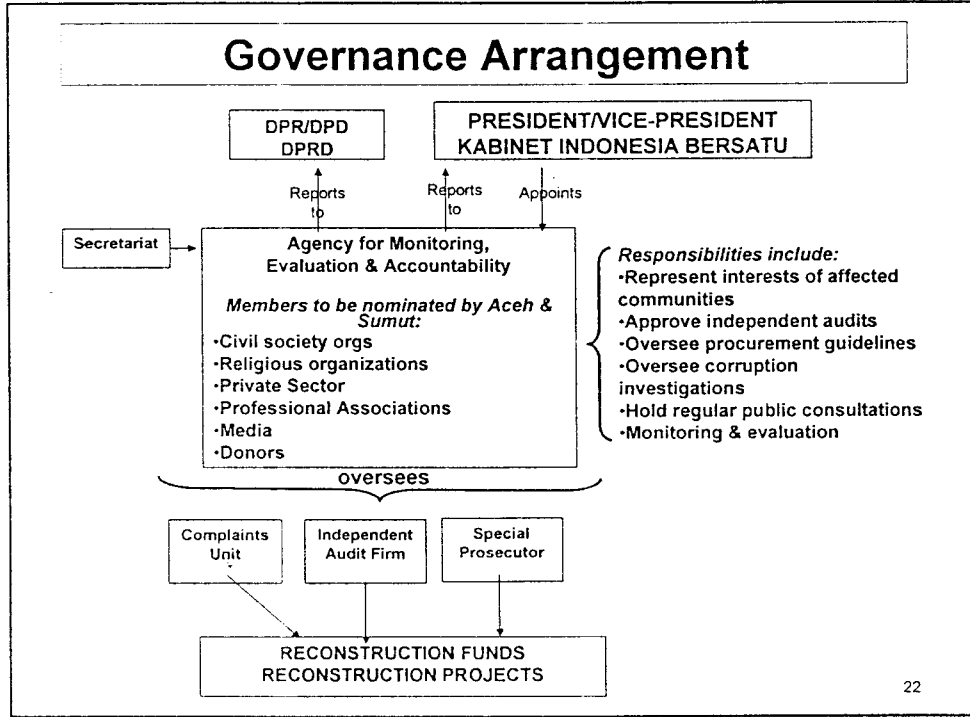 Governance Arrangement
DPR/DPD
DPRD
PRESIDENT/VICE-PRESIDENT
KABINET INDONESIA BERSATU
Reports
to
Reports
to
Appoints
Secretariat
Agency for Monitoring,
Evaluation & Accountability
Members to be nominated by Aceh &
Sumut:
•Civil society orgs
•Religious organizations
•Private Sector
•Professional Associations
•Media
•Donors
Responsibilities include:
•Represent interests of affected
communities
•Approve independent audits
•Oversee procurement guidelines
•Oversee corruption
investigations
•Hold regular public consultations
•Monitoring & evaluation
oversees
Complaints
Unit
Independent
Audit Firm
Special
Prosecutor
RECONSTRUCTION FUNDS
RECONSTRUCTION PROJECTS
22